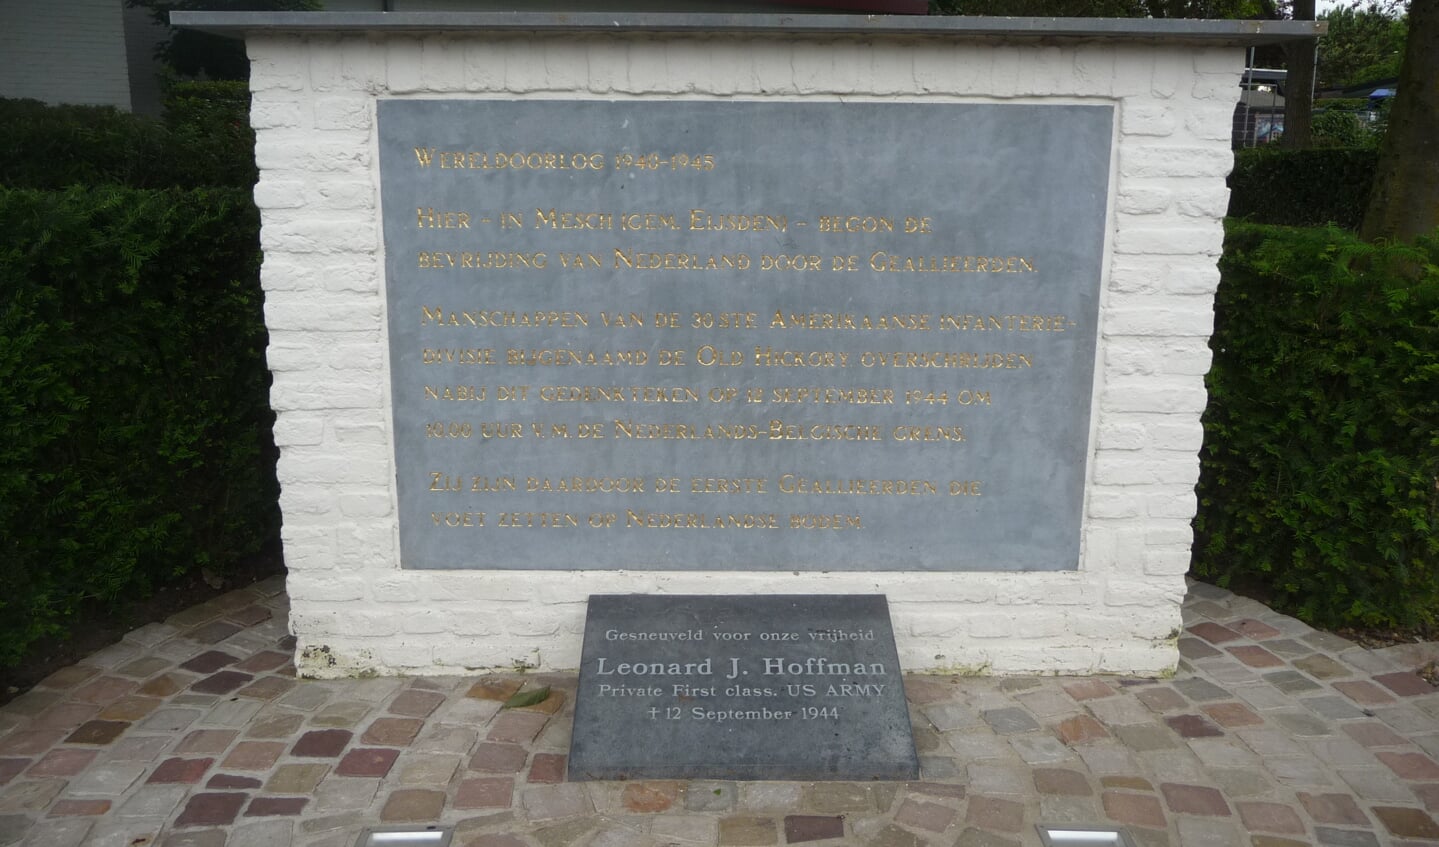 Wereldoorlog 1940-1945
Hier - in Mesch (gem. Eijsden) - begon de
bevrijding van Nederland door de Geallieerden.
Manschappen van de 30ste Amerikaanse infanterie-
divisie bijgenaamd de Old Hickory, overschrijden
nabij dit gedenkteken op 12 september 1944 om
10.00 uur v.m. de Nederlands-Belgische grens.
Zij zijn daardoor de eerste Geallieerden die
voet zetten op Nederlandse bodem.
Gesneuveld voor onze vrijheid
Leonard J. Hoffman
Private First class. US ARMY
✝ 12 September 1944